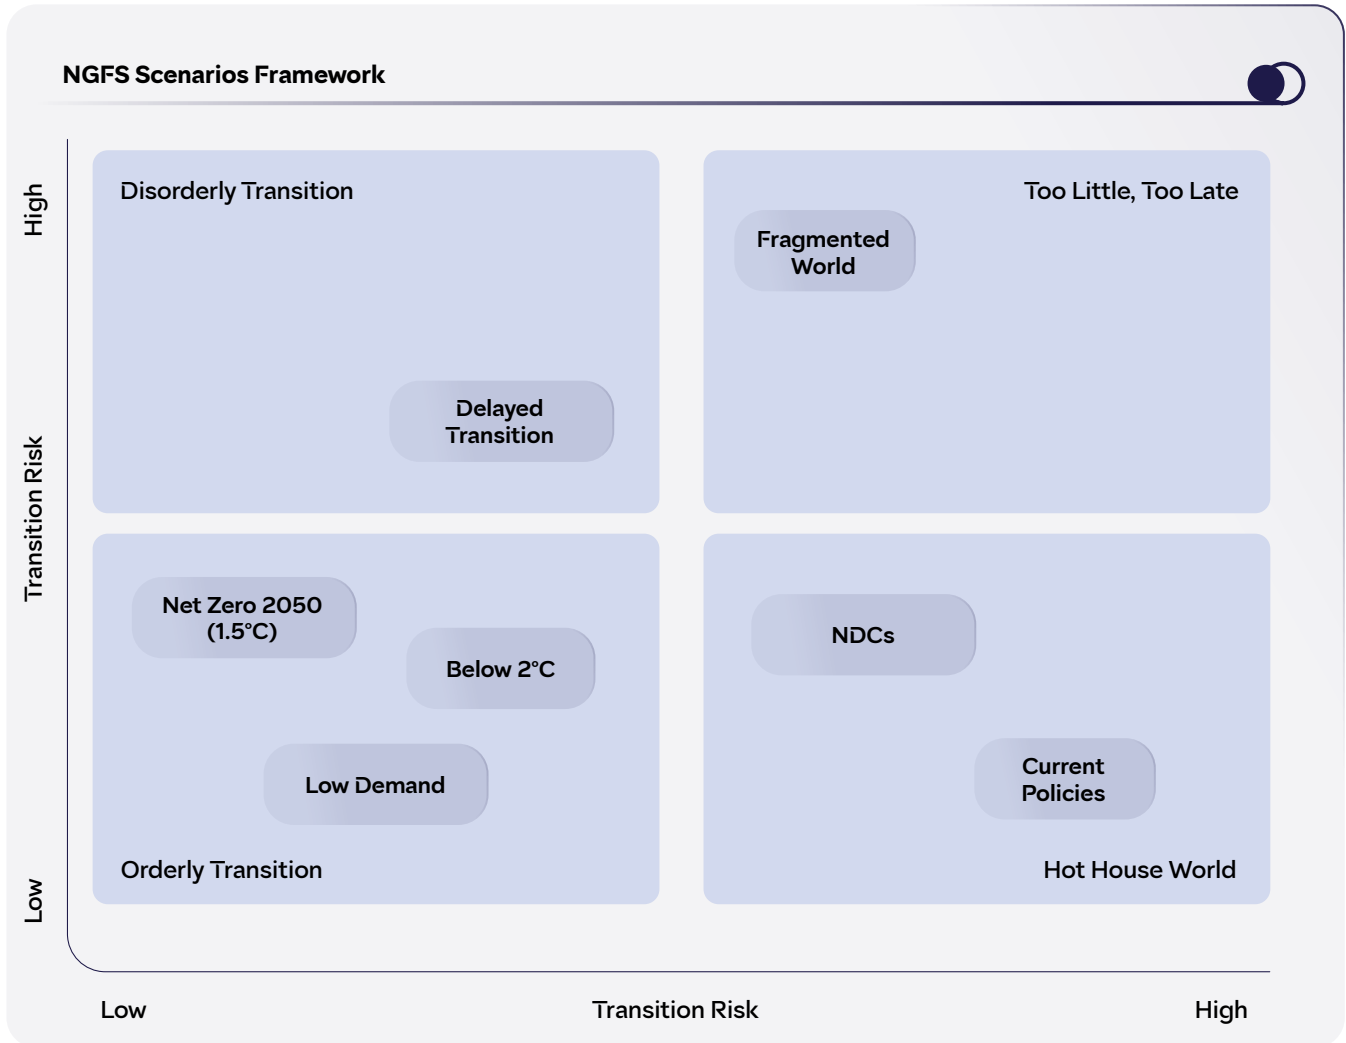 NGFS Scenarios Framework
High
Transition Risk
Low
Disorderly Transition
Delayed
Transition
Too Little, Too Late
Fragmented
World
Net Zero 2050
(1.5°C)
Below 2°C
Low Demand
Orderly Transition
NDCs
Current
Policies
Hot House World
Low
Transition Risk
High